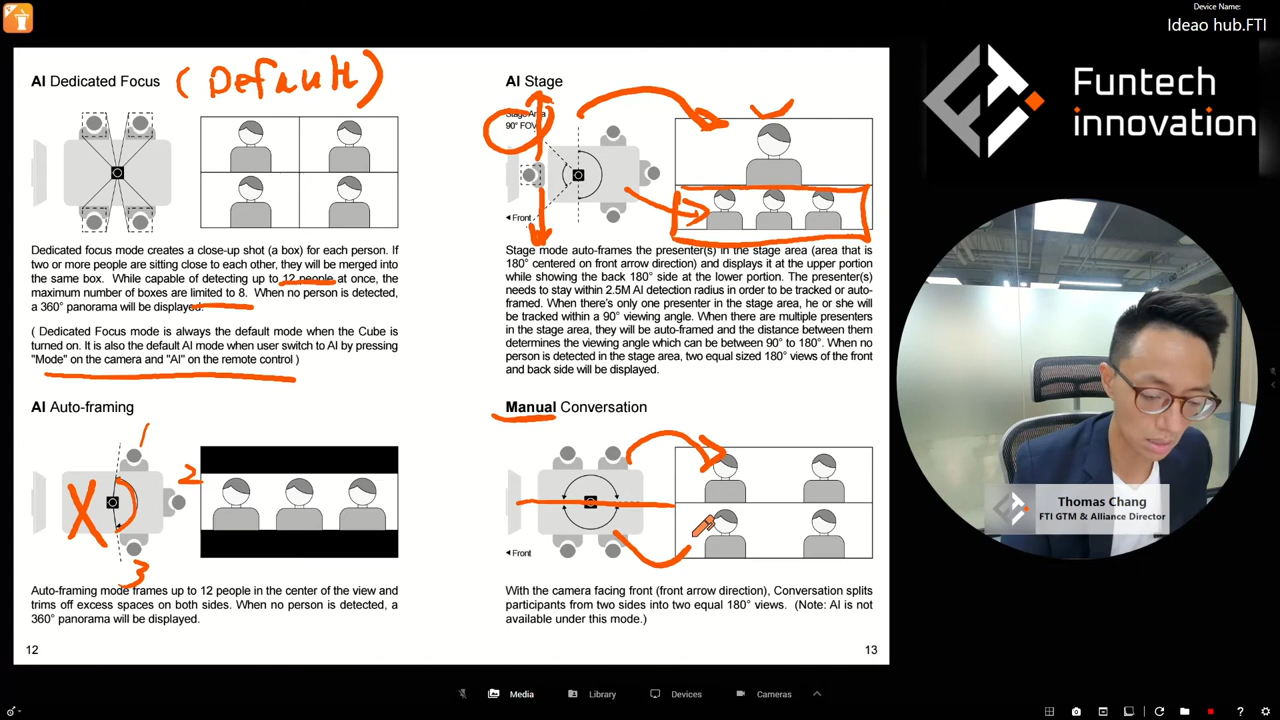 Device Name:
Ideao hub.FTI
Funtech
innovation
AI Dedicated Focus
(Default)
Dedicated focus mode creates a close-up shot (a box) for each person. If
two or more people are sitting close to each other, they will be merged into
the same box. While capable of detecting up to 12 people at once, the
maximum number of boxes are limited to 8. When no person is detected,
a 360° panorama will be displayed.
( Dedicated Focus mode is always the default mode when the Cube is
turned on. It is also the default AI mode when user switch to AI by pressing
"Mode" on the camera and "AI" on the remote control )
AI Auto-framing
1
2
3
X
Auto-framing mode frames up to 12 people in the center of the view and
trims off excess spaces on both sides. When no person is detected, a
360° panorama will be displayed.
12
AI Stage
Stage Area
90° FOV
Front
Stage mode auto-frames the presenter(s) in the stage area (area that is
180° centered on front arrow direction) and displays it at the upper portion
while showing the back 180° side at the lower portion. The presenter(s)
needs to stay within 2.5M AI detection radius in order to be tracked or auto-
framed. When there's only one presenter in the stage area, he or she will
be tracked within a 90° viewing angle. When there are multiple presenters
in the stage area, they will be auto-framed and the distance between them
determines the viewing angle which can be between 90° to 180°. When no
person is detected in the stage area, two equal sized 180° views of the front
and back side will be displayed.
Manual Conversation
Front
With the camera facing front (front arrow direction), Conversation splits
participants from two sides into two equal 180° views. (Note: AI is not
available under this mode.)
13
Thomas Chang
FTI GTM & Alliance Director
Media
Library
Devices
Cameras